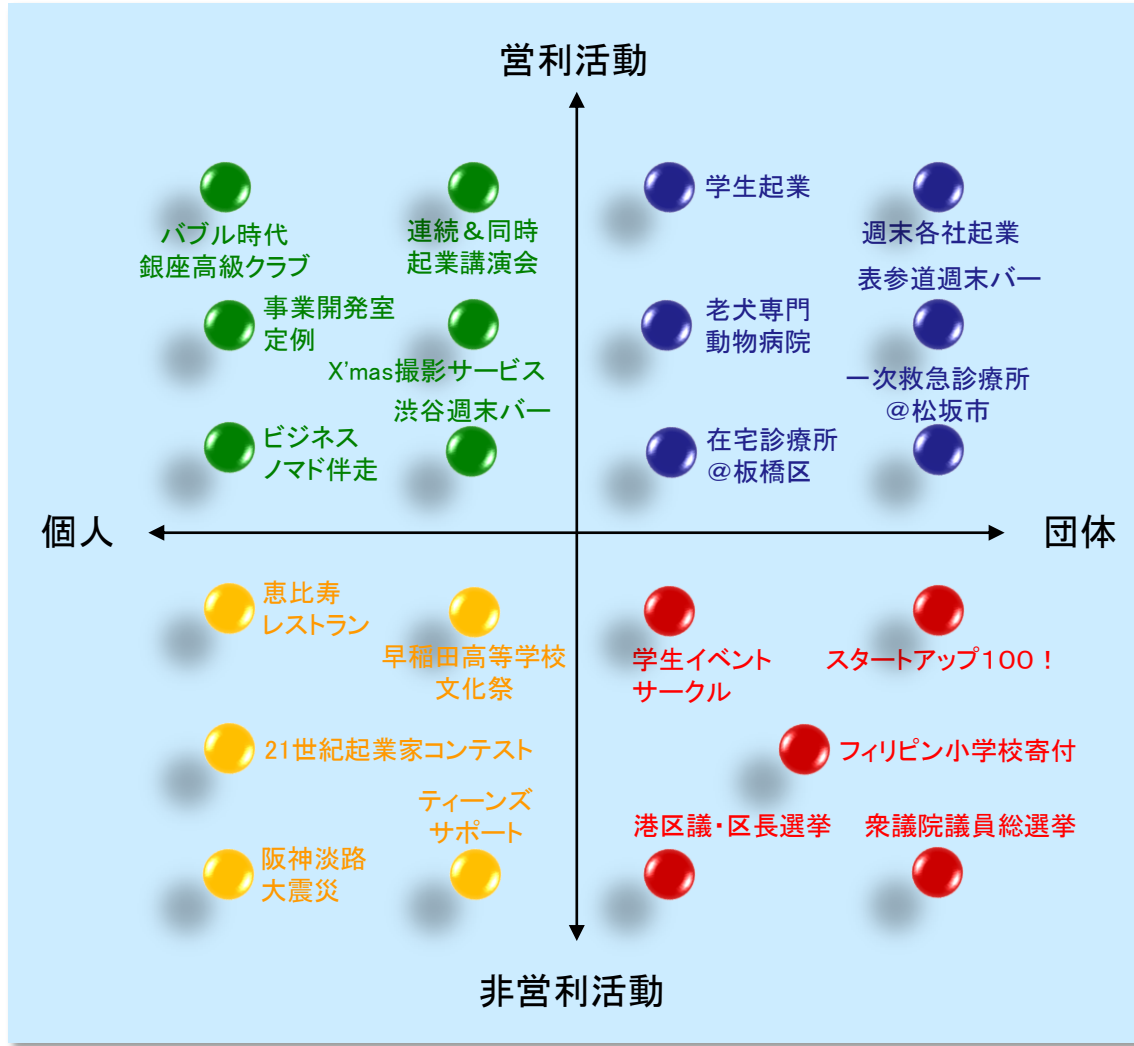 営利活動
バブル時代
銀座高級クラブ
連続＆同時
起業講演会
学生起業
週末各社起業
事業開発室
定例
X’mas撮影サービス
老犬専門
動物病院
表参道週末バー
ビジネス
ノマド伴走
渋谷週末バー
在宅診療所
＠板橋区
一次救急診療所
＠松坂市
個人
団体
恵比寿
レストラン
早稲田高等学校
文化祭
学生イベント
サークル
スタートアップ１００！
21世紀起業家コンテスト
フィリピン小学校寄付
阪神淡路
大震災
ティーンズ
サポート
港区議・区長選挙
衆議院議員総選挙
非営利活動